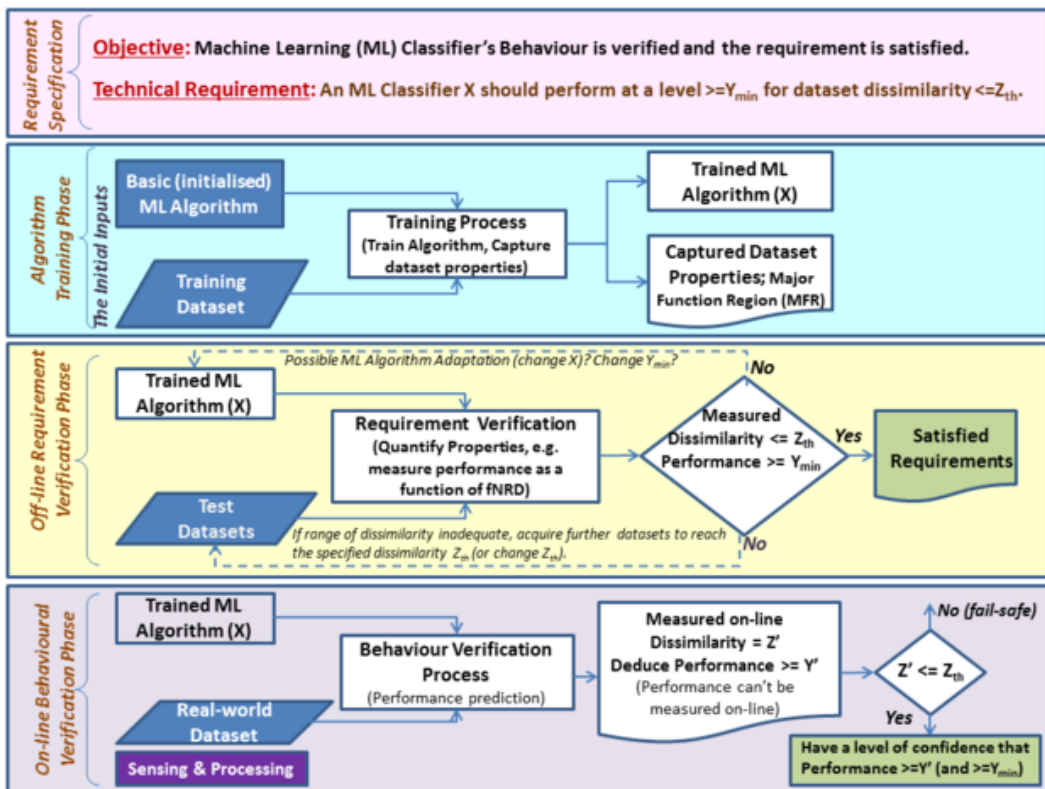 Requirement
Specification
Objective: Machine Learning (ML) Classifier's Behaviour is verified and the requirement is satisfied.
Technical Requirement: An ML Classifier X should perform at a level >=Ymin for dataset dissimilarity <=Zth.
Algorithm
Training Phase
The Initial Inputs
Basic (initialised)
ML Algorithm
Training
Dataset
Training Process
(Train Algorithm, Capture
dataset properties)
Trained ML
Algorithm (X)
Captured Dataset
Properties; Major
Function Region (MFR)
Off-line Requirement
Verification Phase
Possible ML Algorithm Adaptation (change X)? Change Ymin?
No
Trained ML
Algorithm (X)
Requirement Verification
(Quantify Properties, e.g.
measure performance as a
function of fNRD)
Test
Datasets
Measured
Dissimilarity <= Zth
Performance >= Ymin
Yes
Satisfied
Requirements
If range of dissimilarity inadequate, acquire further datasets to reach
the specified dissimilarity Zth (or change Zth).
No
On-line Behavioural
Verification Phase
Trained ML
Algorithm (X)
Real-world
Dataset
Sensing & Processing
Behaviour Verification
Process
(Performance prediction)
Measured on-line
Dissimilarity = Z'
Deduce Performance >= Y'
(Performance can't be
measured on-line)
No (fail-safe)
Z' <= Zth
Yes
Have a level of confidence that
Performance >=Y' (and >=Ymin)